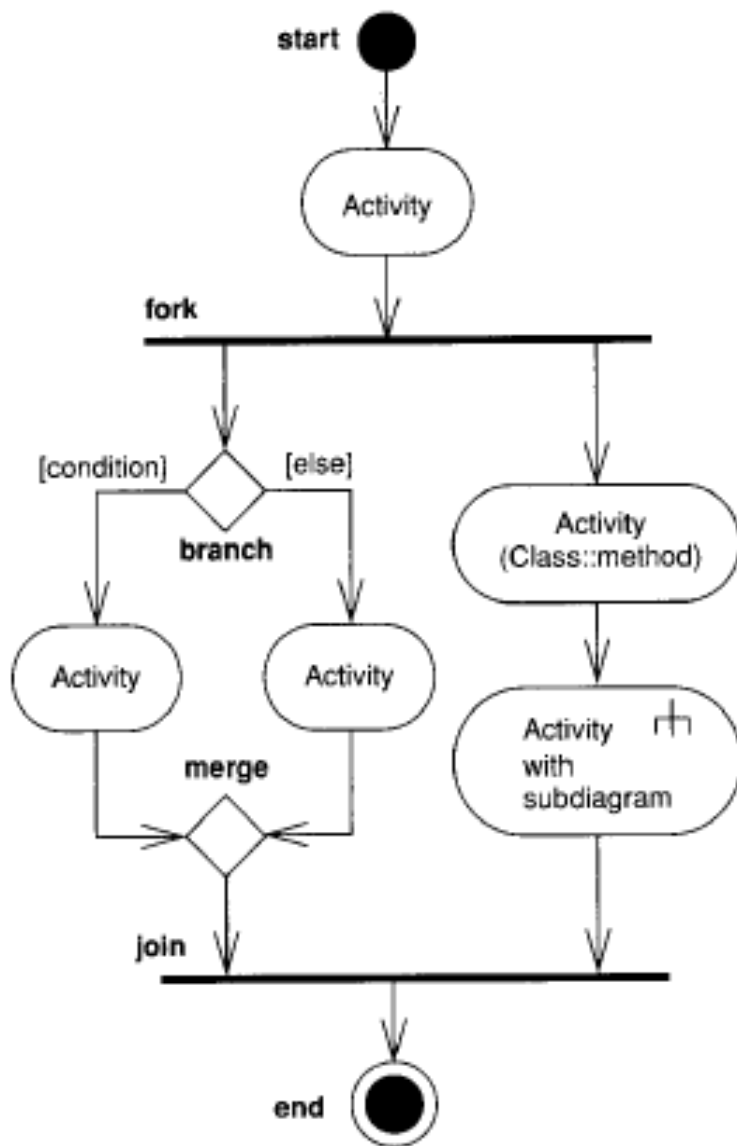 start
Activity
fork
[condition]
[else]
branch
Activity
(Class::method)
Activity
Activity
merge
Activity
with
subdiagram
join
end